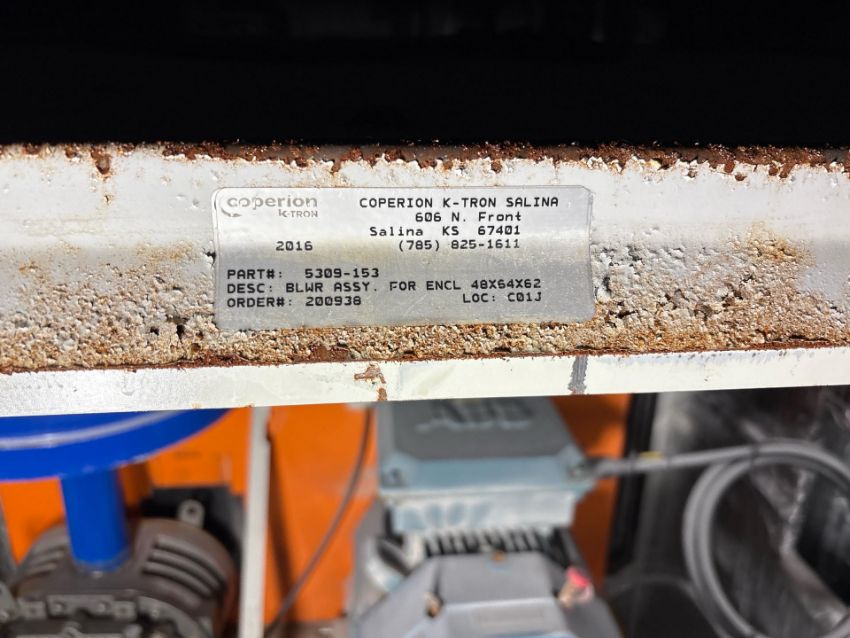 coperion
K-TRON
COPERION K-TRON SALINA
606 N. Front
Salina KS 67401
2016 (785) 825-1611
PART#: 5309-153
DESC: BLWR ASSY. FOR ENCL 48X64X62
ORDER#: 200938 LOC: C01J
ABB